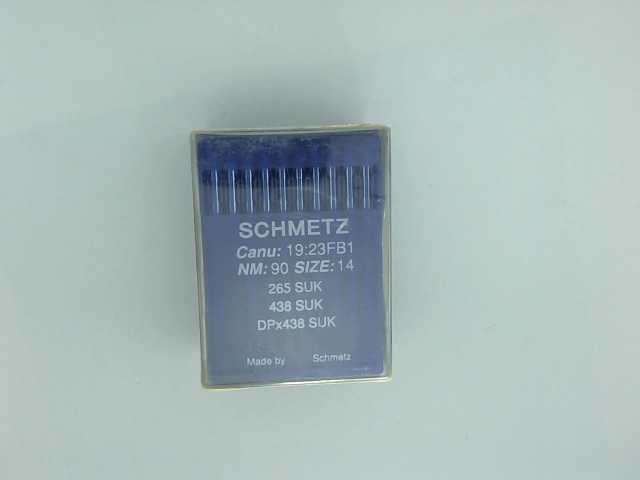 SCHMETZ
Canu: 19:23FB1
NM: 90 SIZE: 14
265 SUK
438 SUK
DPx438 SUK
Made by Schmetz